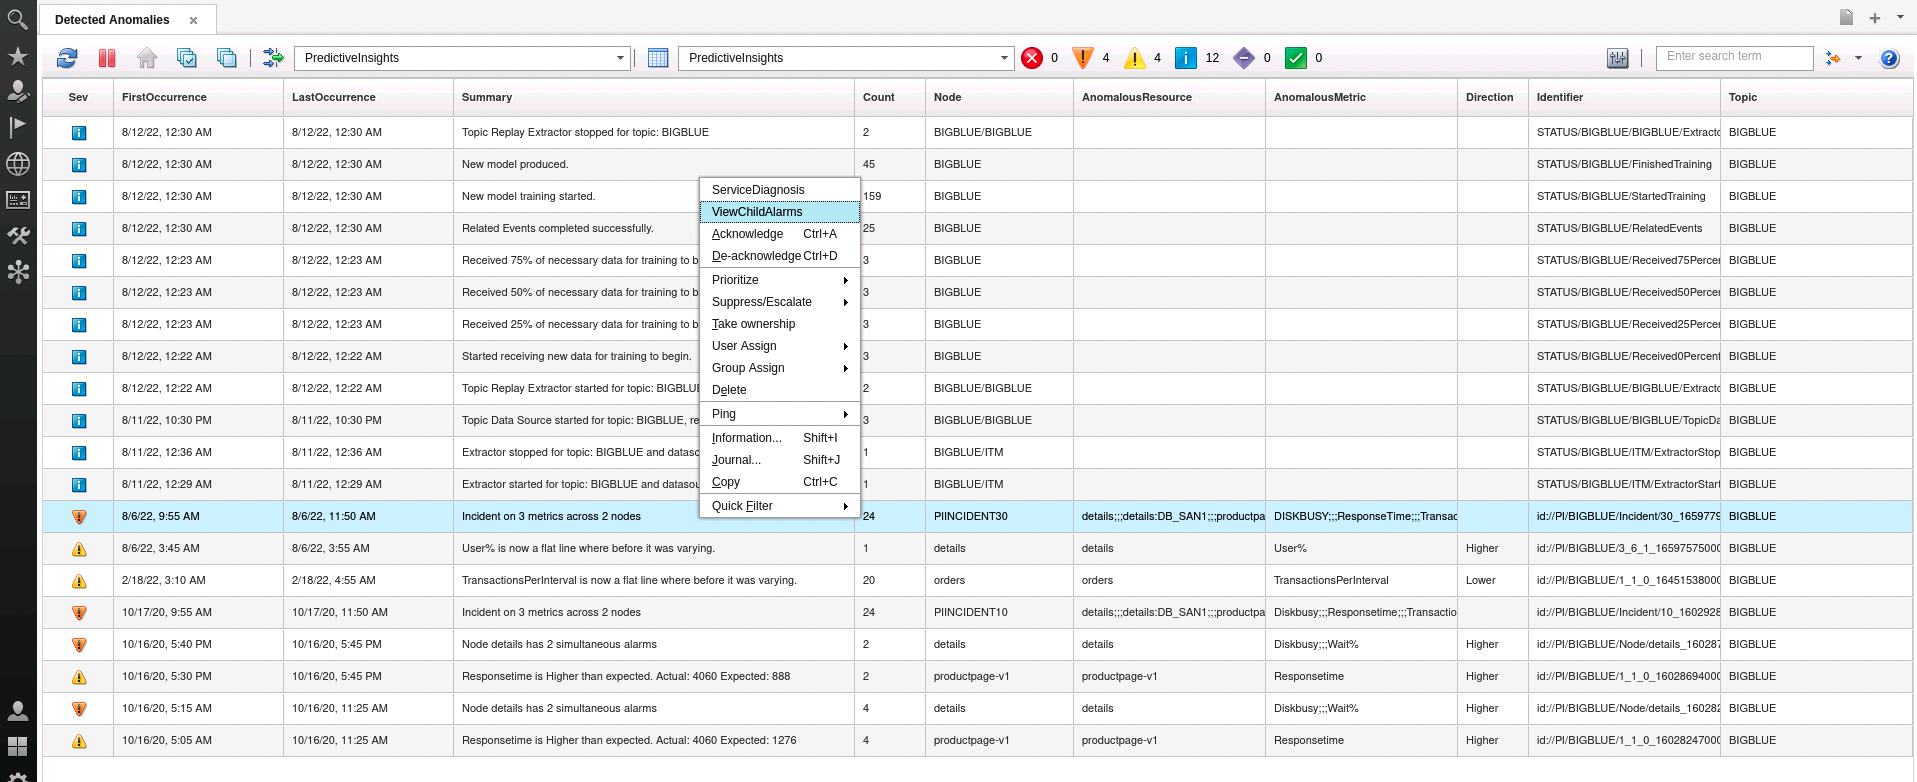 Detected Anomalies
PredictiveInsights PredictiveInsights 0 4 4 12 0 0 Enter search term
Sev FirstOccurrence LastOccurrence Summary Count Node AnomalousResource AnomalousMetric Direction Identifier Topic
8/12/22, 12:30 AM 8/12/22, 12:30 AM Topic Replay Extractor stopped for topic: BIGBLUE 2 BIGBLUE/BIGBLUE STATUS/BIGBLUE/BIGBLUE/Extracto BIGBLUE
8/12/22, 12:30 AM 8/12/22, 12:30 AM New model produced. 45 BIGBLUE STATUS/BIGBLUE/FinishedTraining BIGBLUE
8/12/22, 12:30 AM 8/12/22, 12:30 AM New model training started. 159 BIGBLUE STATUS/BIGBLUE/StartedTraining BIGBLUE
8/12/22, 12:30 AM 8/12/22, 12:30 AM Related Events completed successfully. 25 BIGBLUE STATUS/BIGBLUE/RelatedEvents BIGBLUE
8/12/22, 12:23 AM 8/12/22, 12:23 AM Received 75% of necessary data for training to b 3 BIGBLUE STATUS/BIGBLUE/Received75Percer BIGBLUE
8/12/22, 12:23 AM 8/12/22, 12:23 AM Received 50% of necessary data for training to b 3 BIGBLUE STATUS/BIGBLUE/Received50Percer BIGBLUE
8/12/22, 12:23 AM 8/12/22, 12:23 AM Received 25% of necessary data for training to b 3 BIGBLUE STATUS/BIGBLUE/Received25Percer BIGBLUE
8/12/22, 12:22 AM 8/12/22, 12:22 AM Started receiving new data for training to begin. 3 BIGBLUE STATUS/BIGBLUE/Received0Percent BIGBLUE
8/12/22, 12:22 AM 8/12/22, 12:22 AM Topic Replay Extractor started for topic: BIGBLUE 2 BIGBLUE/BIGBLUE STATUS/BIGBLUE/BIGBLUE/Extracto BIGBLUE
8/11/22, 10:30 PM 8/11/22, 10:30 PM Topic Data Source started for topic: BIGBLUE, re 3 BIGBLUE/BIGBLUE STATUS/BIGBLUE/BIGBLUE/TopicDa BIGBLUE
8/11/22, 12:36 AM 8/11/22, 12:36 AM Extractor stopped for topic: BIGBLUE and datasc 1 BIGBLUE/ITM STATUS/BIGBLUE/ITM/ExtractorStop BIGBLUE
8/11/22, 12:29 AM 8/11/22, 12:29 AM Extractor started for topic: BIGBLUE and datasou 1 BIGBLUE/ITM STATUS/BIGBLUE/ITM/ExtractorStart BIGBLUE
8/6/22, 9:55 AM 8/6/22, 11:50 AM Incident on 3 metrics across 2 nodes 24 PIINCIDENT30 details;;;details:DB_SAN1;;;productpa DISKBUSY;;;ResponseTime;;;Transac id://PI/BIGBLUE/Incident/30_1659779 BIGBLUE
8/6/22, 3:45 AM 8/6/22, 3:55 AM User% is now a flat line where before it was varying. 1 details details User% Higher id://PI/BIGBLUE/3_6_1_16597575000 BIGBLUE
2/18/22, 3:10 AM 2/18/22, 4:55 AM TransactionsPerInterval is now a flat line where before it was varying. 20 orders orders TransactionsPerInterval Lower id://PI/BIGBLUE/1_1_0_16451538000 BIGBLUE
10/17/20, 9:55 AM 10/17/20, 11:50 AM Incident on 3 metrics across 2 nodes 24 PIINCIDENT10 details;;;details:DB_SAN1;;;productpa Diskbusy;;;Responsetime;;;Transactio id://PI/BIGBLUE/Incident/10_1602928 BIGBLUE
10/16/20, 5:40 PM 10/16/20, 5:45 PM Node details has 2 simultaneous alarms 2 details details Diskbusy;;;Wait% Higher id://PI/BIGBLUE/Node/details_160287 BIGBLUE
10/16/20, 5:30 PM 10/16/20, 5:45 PM Responsetime is Higher than expected. Actual: 4060 Expected: 888 2 productpage-v1 productpage-v1 Responsetime Higher id://PI/BIGBLUE/1_1_0_16028694000 BIGBLUE
10/16/20, 5:15 AM 10/16/20, 11:25 AM Node details has 2 simultaneous alarms 4 details details Diskbusy;;;Wait% Higher id://PI/BIGBLUE/Node/details_160282 BIGBLUE
10/16/20, 5:05 AM 10/16/20, 11:25 AM Responsetime is Higher than expected. Actual: 4060 Expected: 1276 4 productpage-v1 productpage-v1 Responsetime Higher id://PI/BIGBLUE/1_1_0_16028247000 BIGBLUE
ServiceDiagnosis
ViewChildAlarms
Acknowledge Ctrl+A
De-acknowledge Ctrl+D
Prioritize
Suppress/Escalate
Take ownership
User Assign
Group Assign
Delete
Ping
Information... Shift+I
Journal... Shift+J
Copy Ctrl+C
Quick Filter